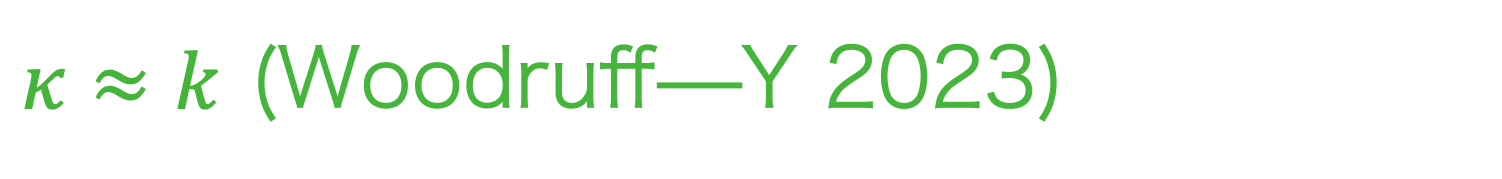 κ ≈ k (Woodruff—Y 2023)